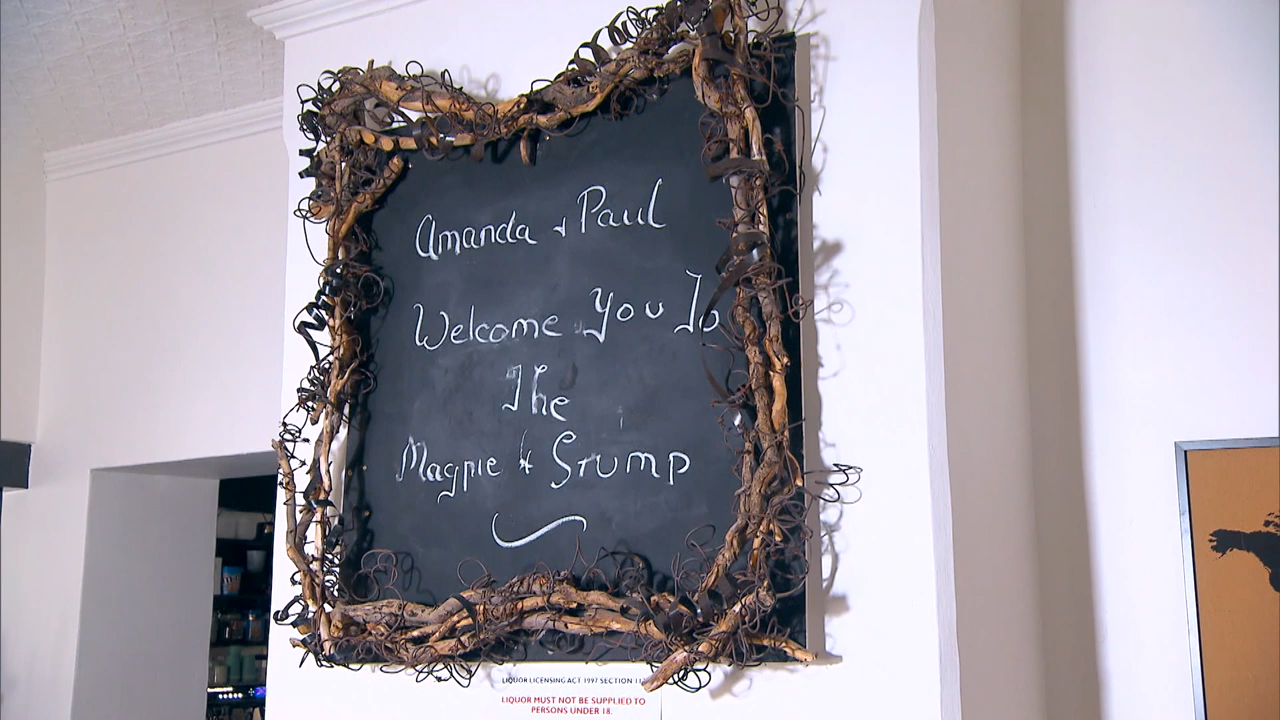 Amanda & Paul
Welcome You To
The
Magpie & Stump
LIQUOR LICENSING ACT 1997 SECTION
LIQUOR MUST NOT BE SUPPLIED TO
PERSONS UNDER 18.